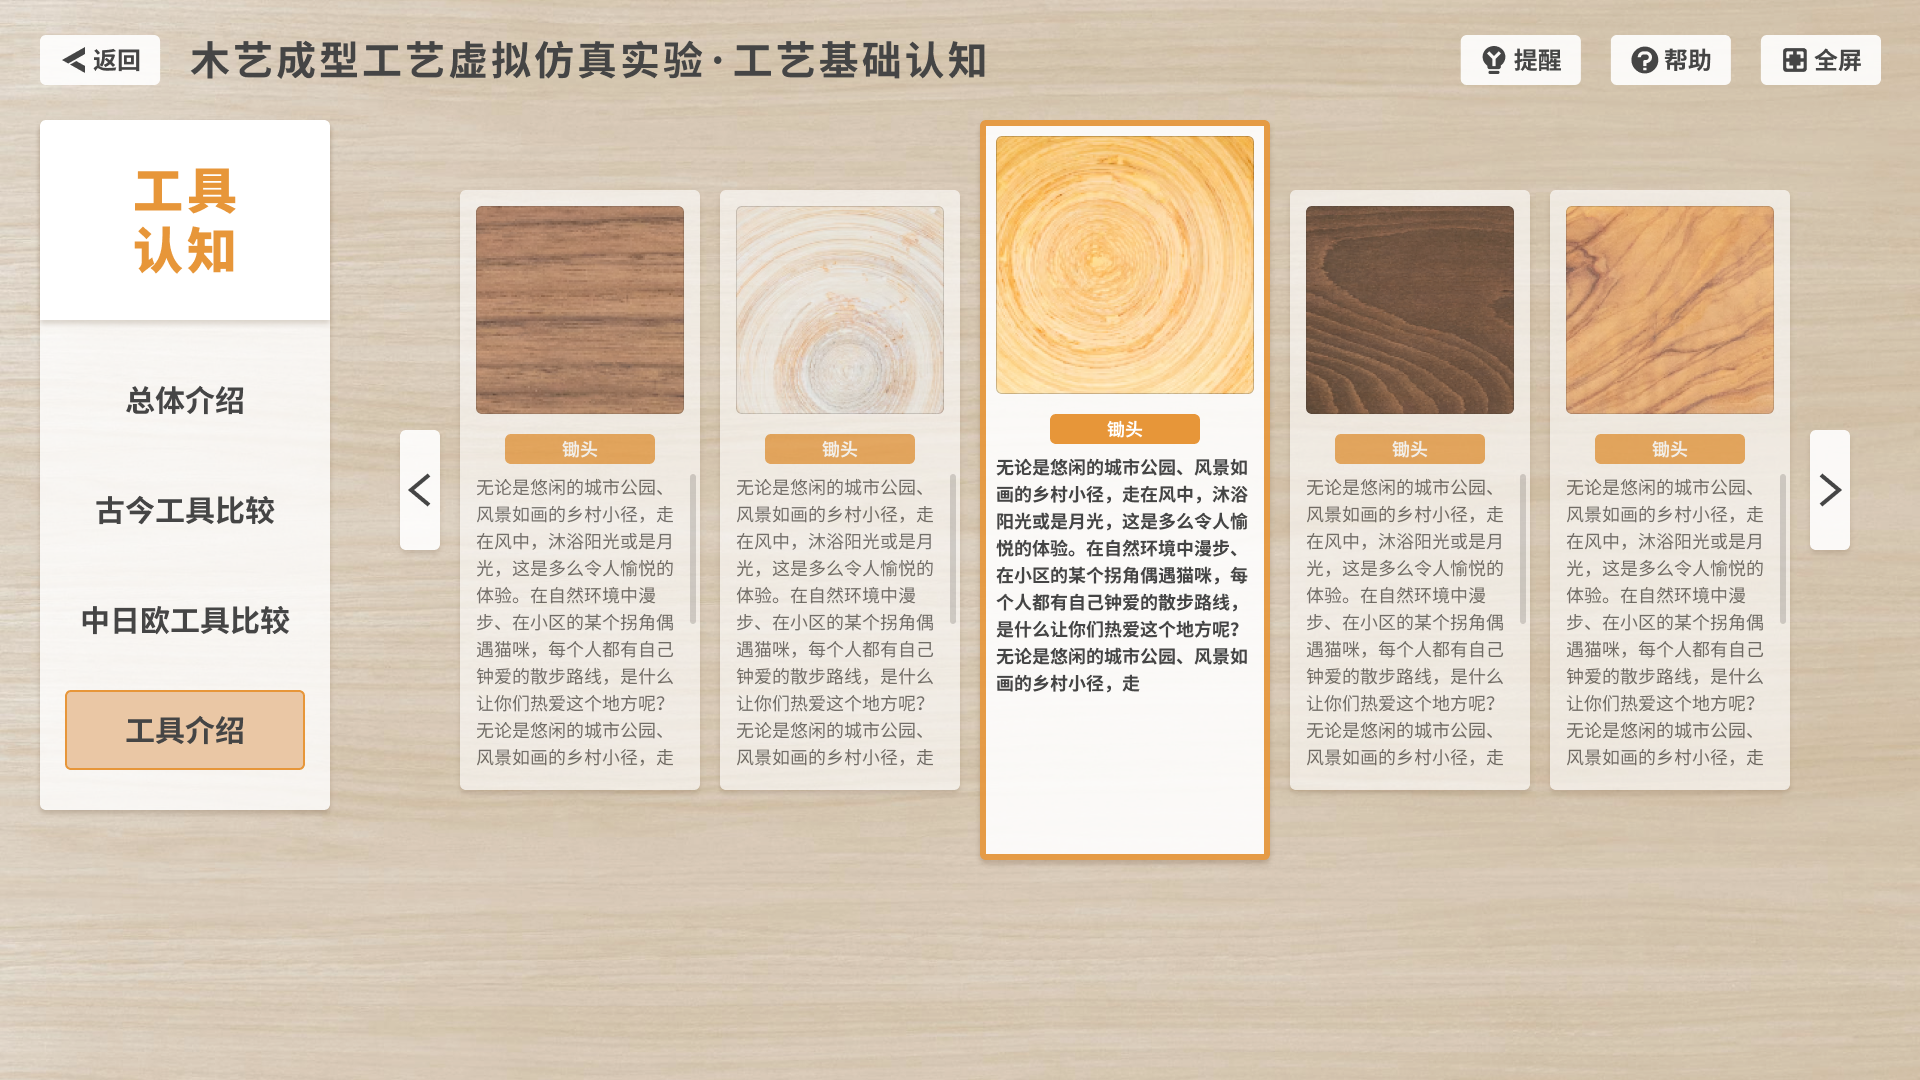 返回
木艺成型工艺虚拟仿真实验·工艺基础认知
提醒
帮助
全屏
工具
认知
总体介绍
古今工具比较
中日欧工具比较
工具介绍
锄头
无论是悠闲的城市公园、
风景如画的乡村小径，走
在风中，沐浴阳光或是月
光，这是多么令人愉悦的
体验。在自然环境中漫
步、在小区的某个拐角偶
遇猫咪，每个人都有自己
钟爱的散步路线，是什么
让你们热爱这个地方呢？
无论是悠闲的城市公园、
风景如画的乡村小径，走
锄头
无论是悠闲的城市公园、
风景如画的乡村小径，走
在风中，沐浴阳光或是月
光，这是多么令人愉悦的
体验。在自然环境中漫
步、在小区的某个拐角偶
遇猫咪，每个人都有自己
钟爱的散步路线，是什么
让你们热爱这个地方呢？
无论是悠闲的城市公园、
风景如画的乡村小径，走
锄头
无论是悠闲的城市公园、风景如
画的乡村小径，走在风中，沐浴
阳光或是月光，这是多么令人愉
悦的体验。在自然环境中漫步、
在小区的某个拐角偶遇猫咪，每
个人都有自己钟爱的散步路线，
是什么让你们热爱这个地方呢？
无论是悠闲的城市公园、风景如
画的乡村小径，走
锄头
无论是悠闲的城市公园、
风景如画的乡村小径，走
在风中，沐浴阳光或是月
光，这是多么令人愉悦的
体验。在自然环境中漫
步、在小区的某个拐角偶
遇猫咪，每个人都有自己
钟爱的散步路线，是什么
让你们热爱这个地方呢？
无论是悠闲的城市公园、
风景如画的乡村小径，走
锄头
无论是悠闲的城市公园、
风景如画的乡村小径，走
在风中，沐浴阳光或是月
光，这是多么令人愉悦的
体验。在自然环境中漫
步、在小区的某个拐角偶
遇猫咪，每个人都有自己
钟爱的散步路线，是什么
让你们热爱这个地方呢？
无论是悠闲的城市公园、
风景如画的乡村小径，走